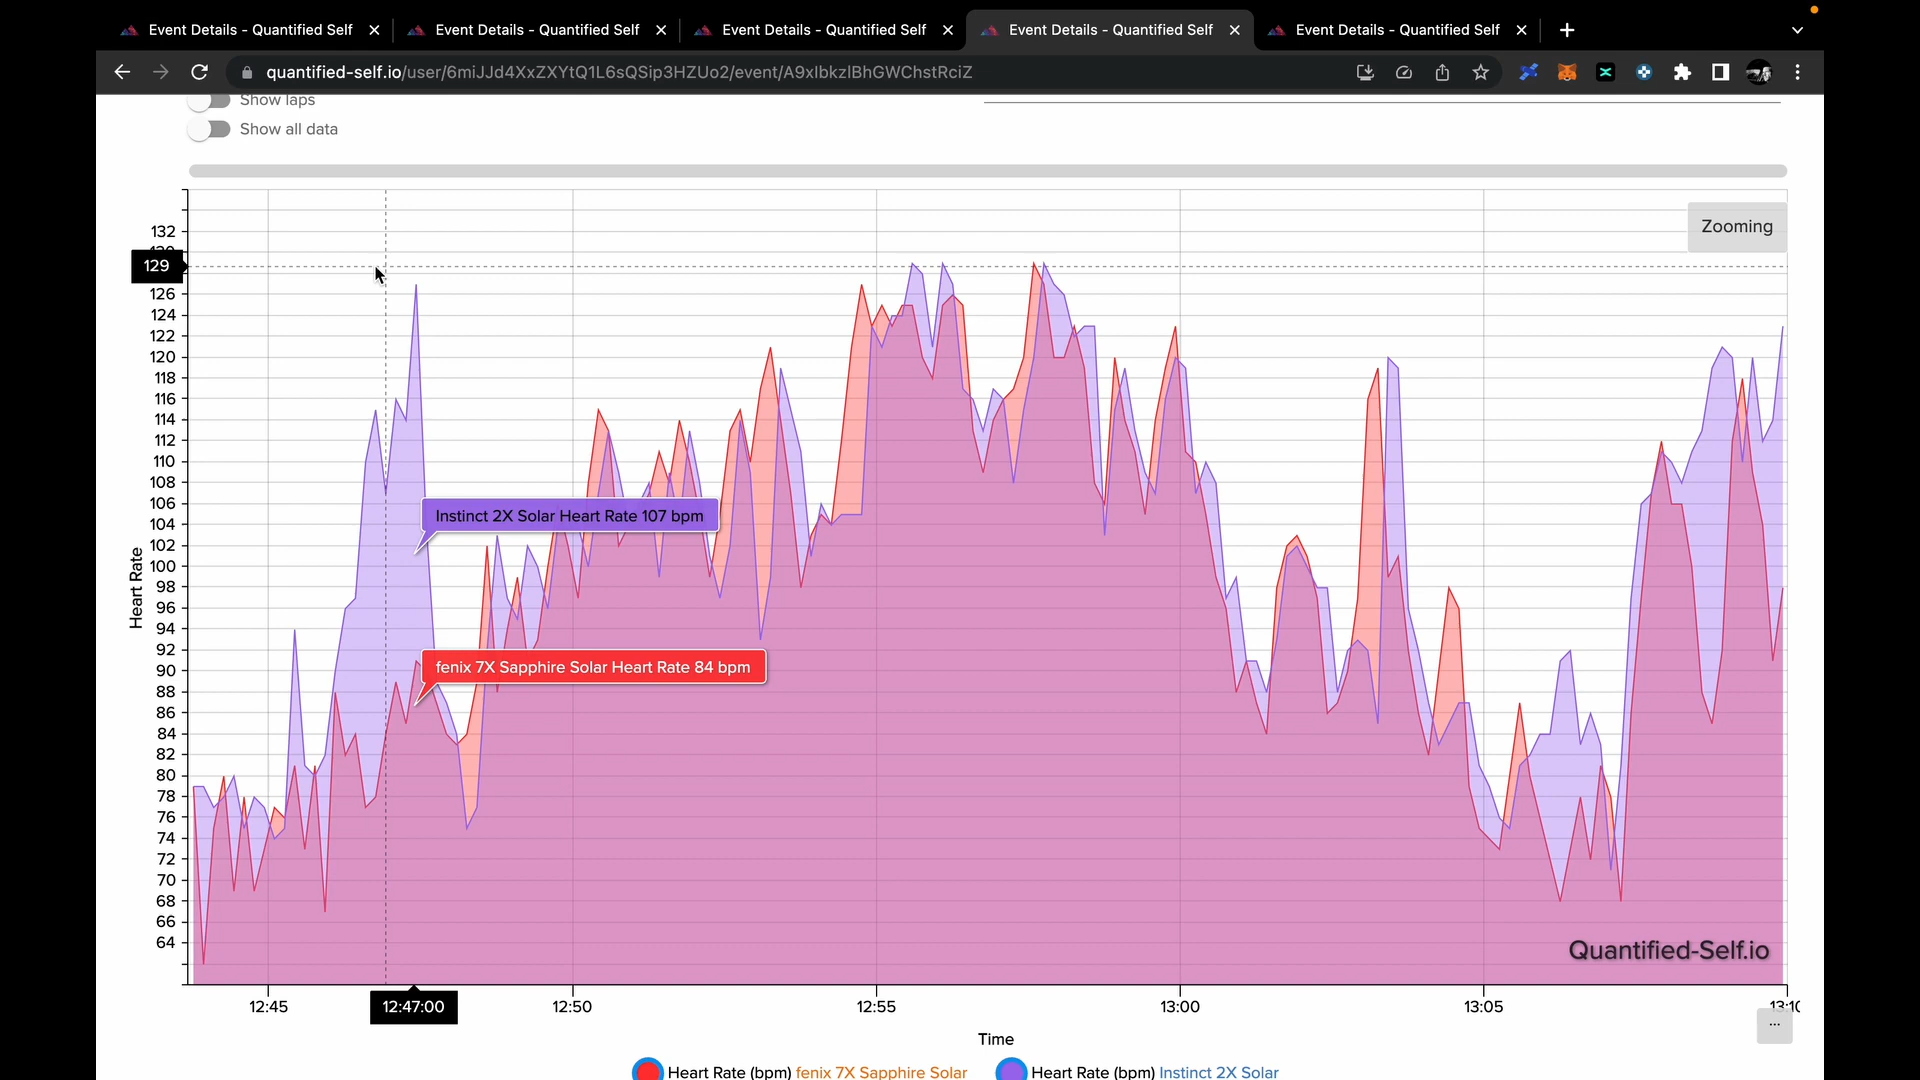 Event Details - Quantified Self
Event Details - Quantified Self
Event Details - Quantified Self
Event Details - Quantified Self
Event Details - Quantified Self
quantified-self.io/user/6miJJd4XxZXYtQ1L6sQSip3HZUo2/event/A9xIbkzlBhGWChstRciZ
Show laps
Show all data
Zooming
132
129
126
124
122
120
118
116
114
112
110
108
106
104
102
100
98
96
94
92
90
88
86
84
82
80
78
76
74
72
70
68
66
64
Heart Rate
Instinct 2X Solar Heart Rate 107 bpm
fenix 7X Sapphire Solar Heart Rate 84 bpm
Quantified-Self.io
12:45
12:47:00
12:50
12:55
13:00
13:05
Time
...
Heart Rate (bpm) fenix 7X Sapphire Solar
Heart Rate (bpm) Instinct 2X Solar